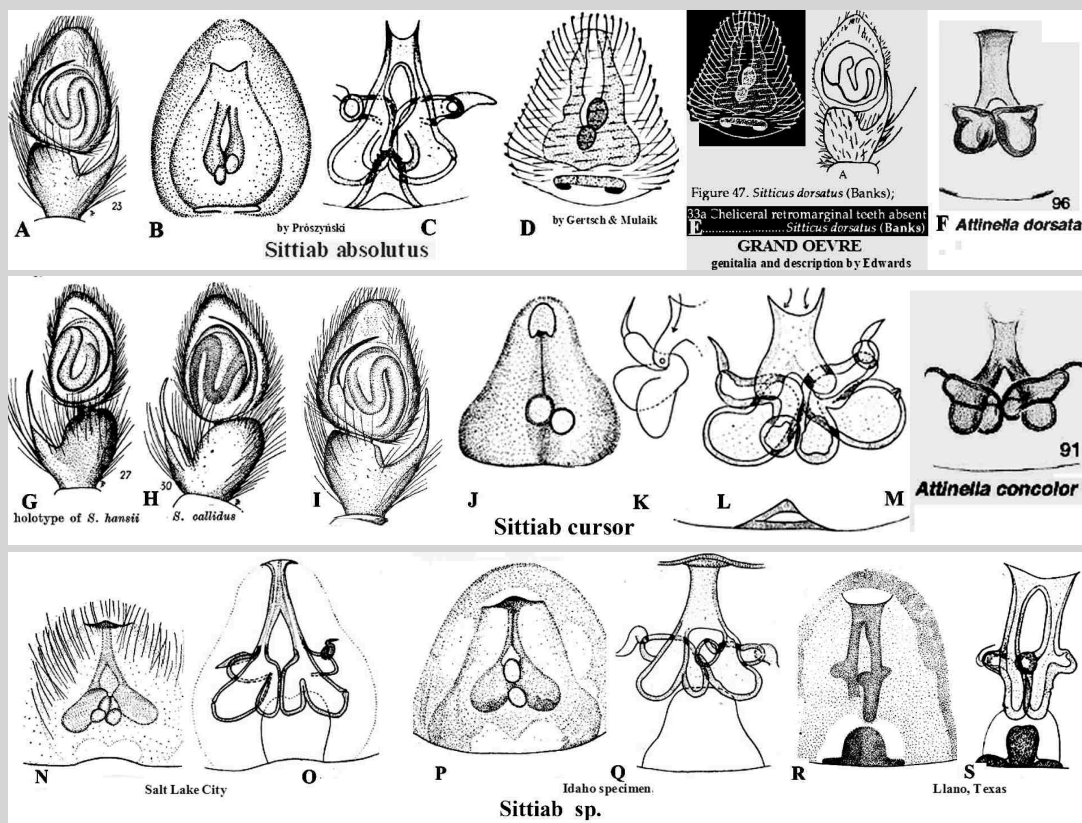 A
23
B
C
by Prószyński
Sittiab absolutus
D
by Gertsch & Mulaik
A
Figure 47. Sitticus dorsatus (Banks);
33a Cheliceral retromarginal teeth absent
E.......................Sitticus dorsatus (Banks)
GRAND OEVRE
genitalia and description by Edwards
96
F Attinella dorsata
G
27
holotype of S. hansii
H
30
S. callidus
I
J
K
L
M
Sittiab cursor
91
Attinella concolor
N
O
Salt Lake City
P
Q
Idaho specimen
R
S
Llano, Texas
Sittiab sp.